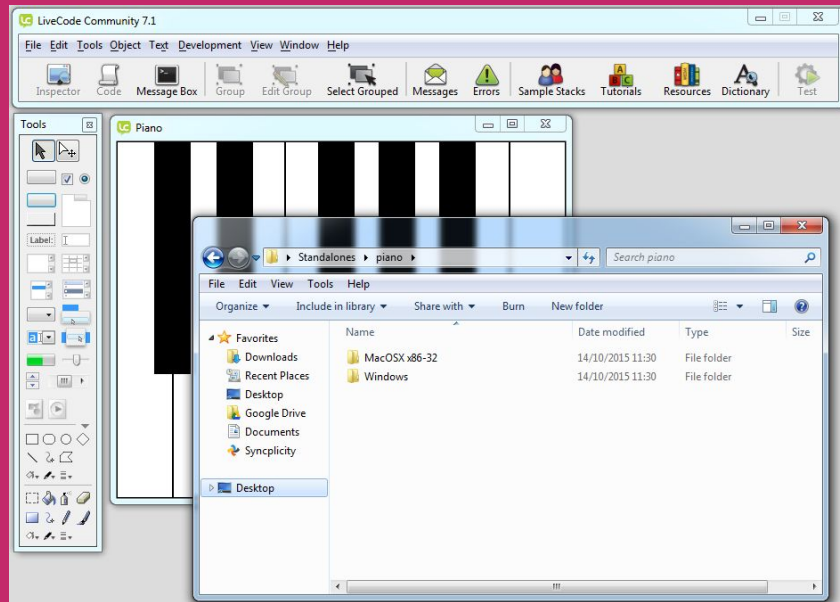 LiveCode Community 7.1
File Edit Tools Object Text Development View Window Help
Inspector Code Message Box Group Edit Group Select Grouped Messages Errors Sample Stacks Tutorials Resources Dictionary Test
Tools
Piano
Label:
Standalones piano Search piano
File Edit View Tools Help
Organize Include in library Share with Burn New folder
Name Date modified Type Size
Favorites
Downloads
Recent Places
Desktop
Google Drive
Documents
Syncplicity
Desktop
MacOSX x86-32 14/10/2015 11:30 File folder
Windows 14/10/2015 11:30 File folder